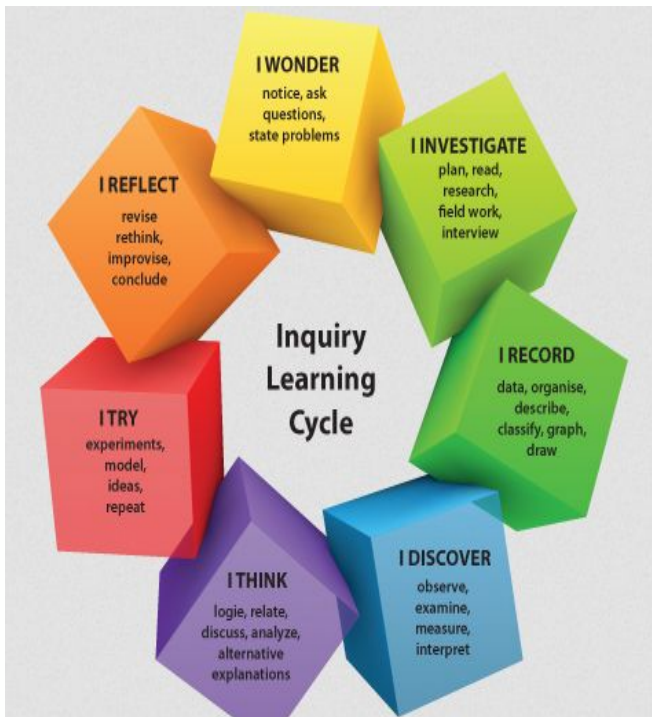 I WONDER
notice, ask
questions,
state problems
I INVESTIGATE
plan, read,
research,
field work,
interview
I RECORD
data, organise,
describe,
classify, graph,
draw
I DISCOVER
observe,
examine,
measure,
interpret
I THINK
logie, relate,
discuss, analyze,
alternative
explanations
I TRY
experiments,
model,
ideas,
repeat
I REFLECT
revise
rethink,
improvise,
conclude
Inquiry
Learning
Cycle